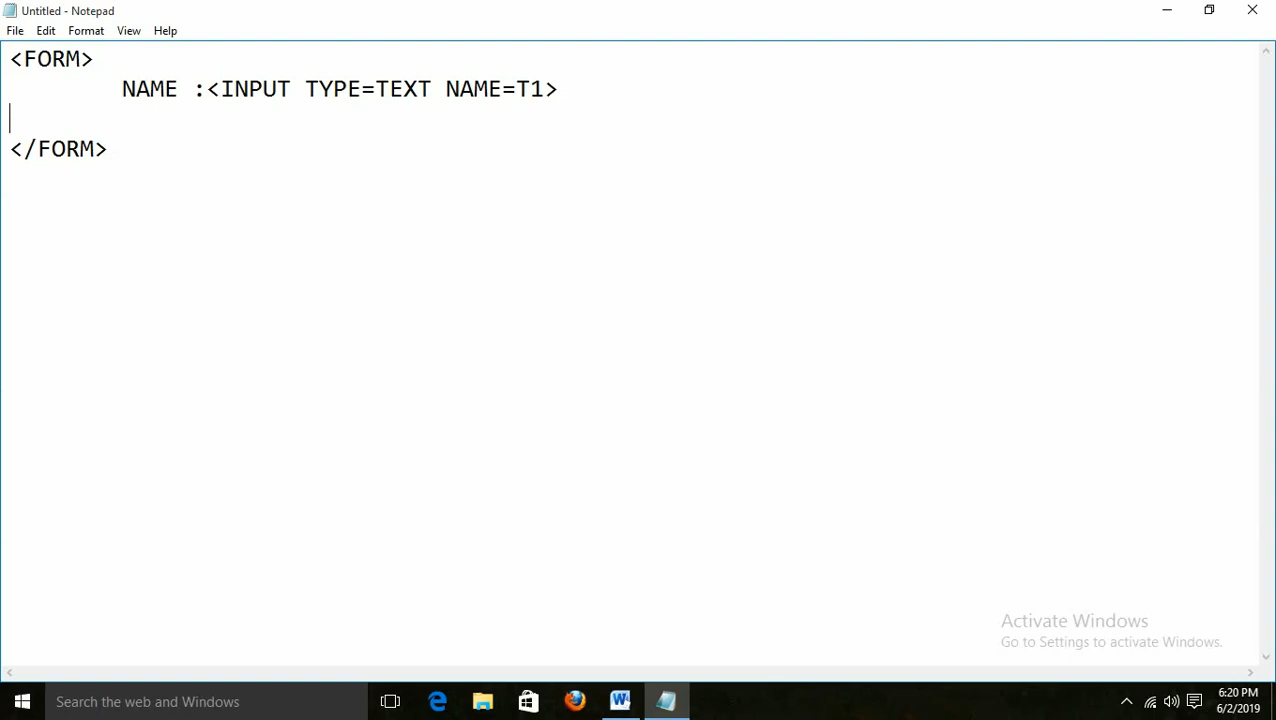 Untitled - Notepad
File Edit Format View Help
<FORM>
NAME :<INPUT TYPE=TEXT NAME=T1>
</FORM>
Activate Windows
Go to Settings to activate Windows.
Search the web and Windows
6:20 PM
6/2/2019